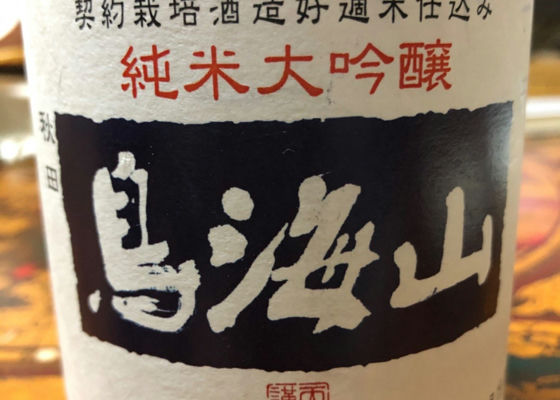 契約栽培酒造好適米仕込み
純米大吟醸
秋田
鳥海山